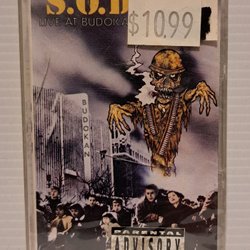 S.O.D
LIVE AT BUDOKA
$10.99
BUDOKAN
PARENTAL
ADVISORY